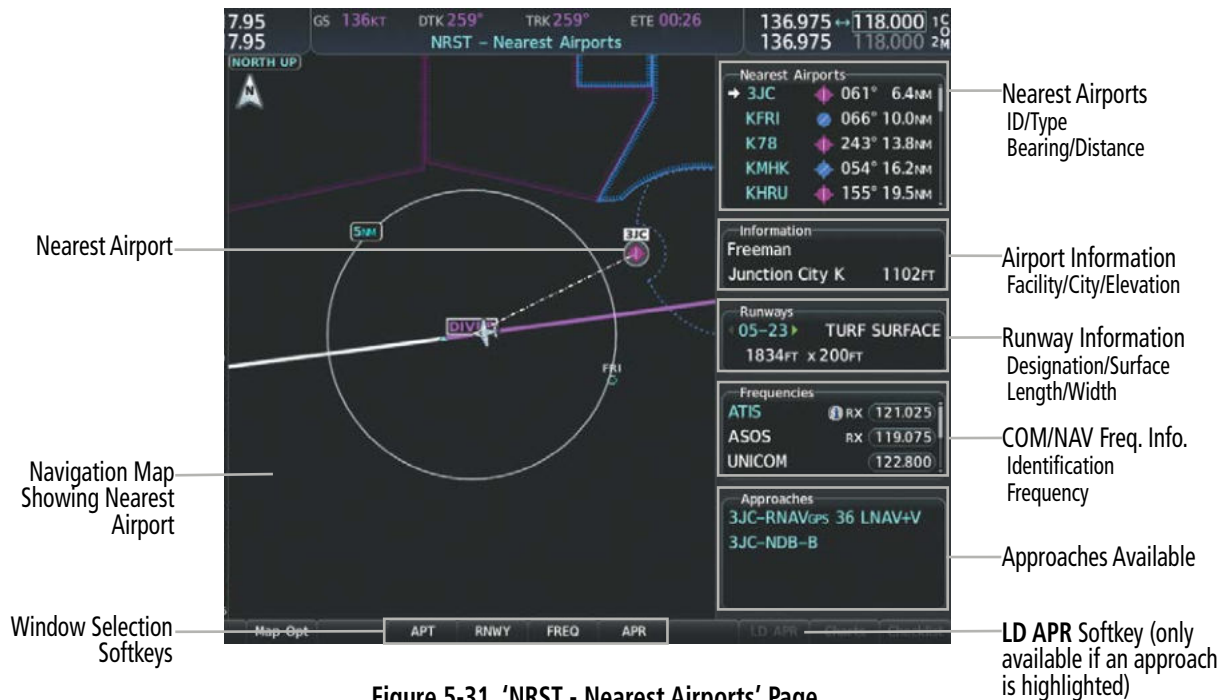 7.95 GS 136KT DTK 259° TRK 259° ETE 00:26 136.975 ↔ 118.000 1
7.95 NRST – Nearest Airports 136.975 118.000 2
COM
NORTH UP
N
5NM
3JC
FRI
Nearest Airports
3JC 061° 6.4NM
KFRI 066° 10.0NM
K78 243° 13.8NM
KMHK 054° 16.2NM
KHRU 155° 19.5NM
Information
Freeman
Junction City K 1102FT
Runways
05–23 TURF SURFACE
1834FT x 200FT
Frequencies
ATIS RX 121.025
ASOS RX 119.075
UNICOM 122.800
Approaches
3JC–RNAVGPS 36 LNAV+V
3JC–NDB–B
Map Opt APT RNWY FREQ APR LD APR Charts Checklist
Nearest Airport
Navigation Map
Showing Nearest
Airport
Window Selection
Softkeys
Nearest Airports
ID/Type
Bearing/Distance
Airport Information
Facility/City/Elevation
Runway Information
Designation/Surface
Length/Width
COM/NAV Freq. Info.
Identification
Frequency
Approaches Available
LD APR Softkey (only
available if an approach
is highlighted)
Figure 5-31 'NRST - Nearest Airports' Page